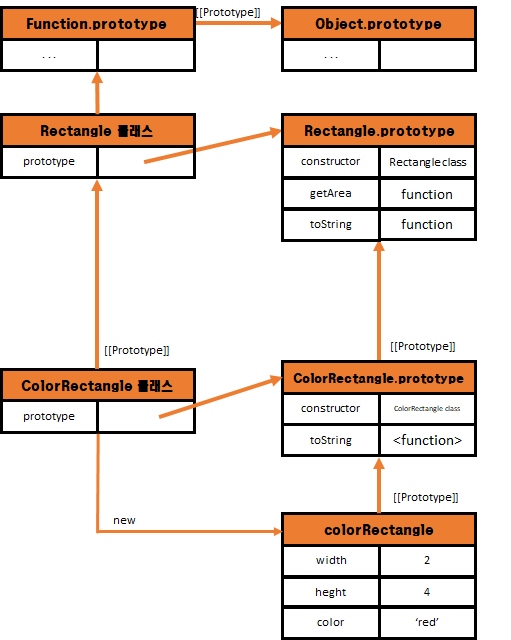 Function.prototype
[[Prototype]]
Object.prototype
...
...
Rectangle 클래스
Rectangle.prototype
prototype
constructor
Rectangle class
getArea
function
toString
function
[[Prototype]]
[[Prototype]]
ColorRectangle 클래스
ColorRectangle.prototype
prototype
constructor
ColorRectangle class
toString
<function>
[[Prototype]]
new
colorRectangle
width
2
heght
4
color
‘red’